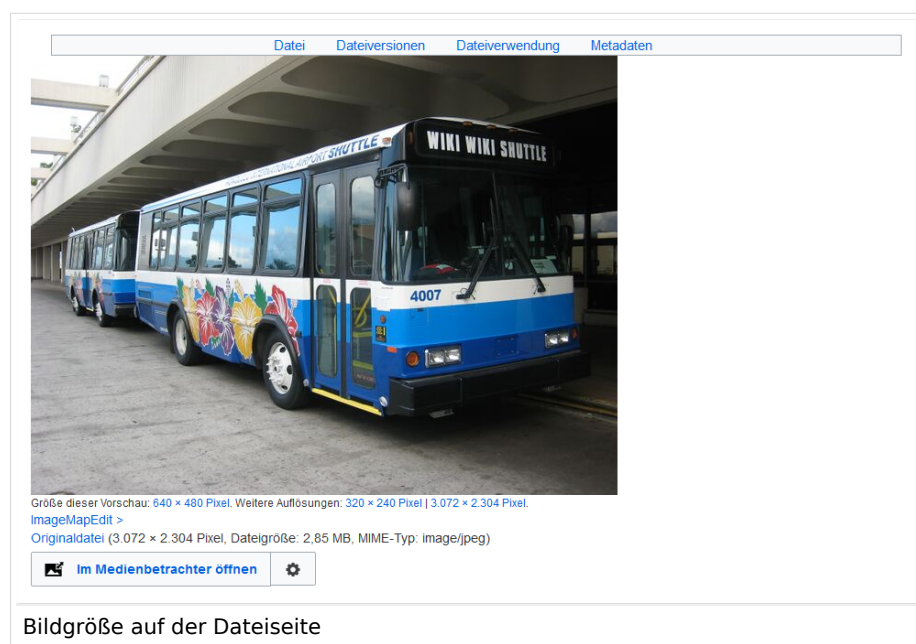 Datei Dateiversionen Dateiverwendung Metadaten
INTERNATIONAL AIRPORT SHUTTLE
WIKI WIKI SHUTTLE
4007
Größe dieser Vorschau: 640 × 480 Pixel. Weitere Auflösungen: 320 × 240 Pixel | 3.072 × 2.304 Pixel.
ImageMapEdit >
Originaldatei (3.072 × 2.304 Pixel, Dateigröße: 2,85 MB, MIME-Typ: image/jpeg)
Im Medienbetrachter öffnen
Bildgröße auf der Dateiseite